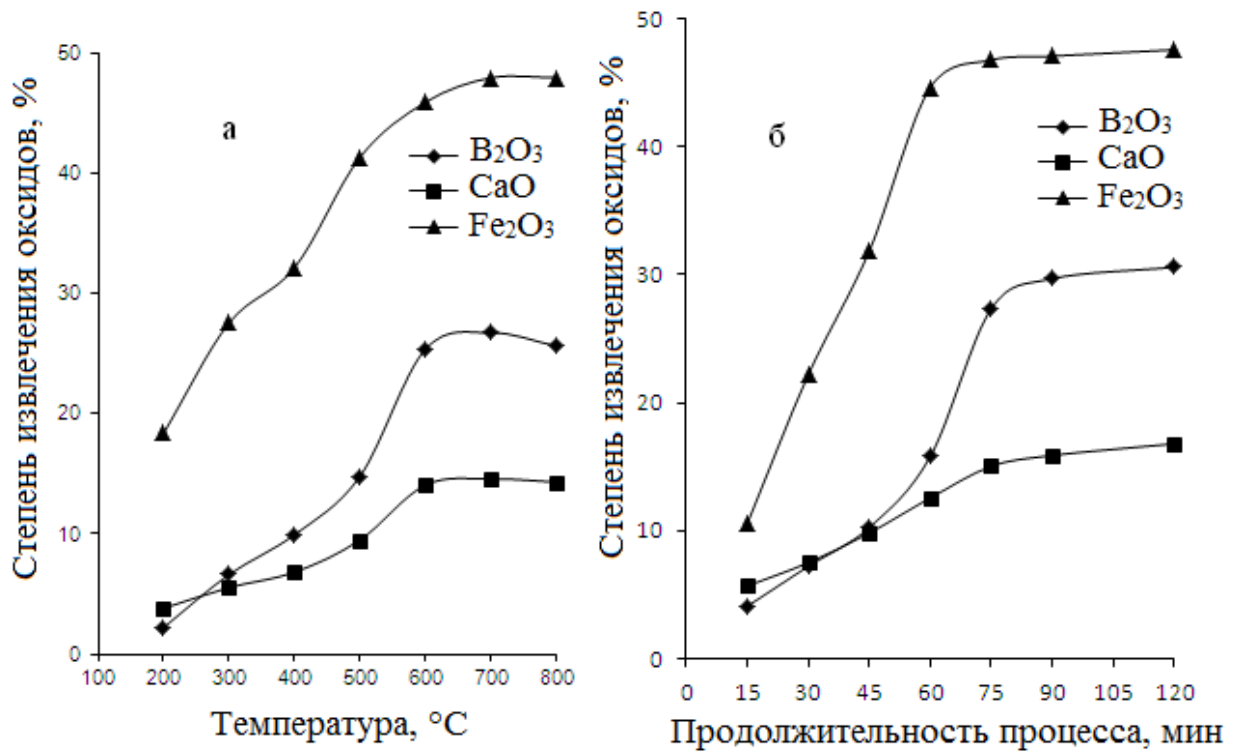 Степень извлечения оксидов, %
50
40
30
20
10
0
а
B₂O₃
CaO
Fe₂O₃
100 200 300 400 500 600 700 800
Температура, °C
Степень извлечения оксидов, %
50
40
30
20
10
0
б
B₂O₃
CaO
Fe₂O₃
0 15 30 45 60 75 90 105 120
Продолжительность процесса, мин